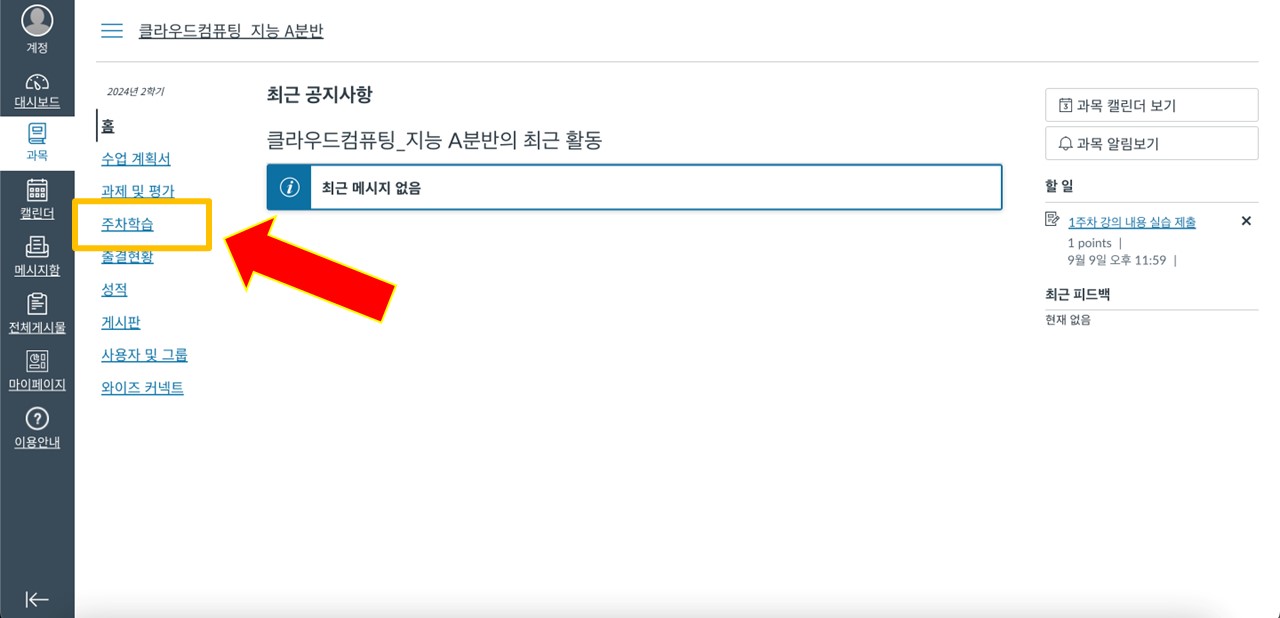 계정
대시보드
과목
캘린더
메시지함
전체게시물
마이페이지
이용안내
클라우드컴퓨팅_지능 A분반
2024년 2학기
홈
수업 계획서
과제 및 평가
주차학습
출결현황
성적
게시판
사용자 및 그룹
와이즈 커넥트
최근 공지사항
클라우드컴퓨팅_지능 A분반의 최근 활동
최근 메시지 없음
과목 캘린더 보기
과목 알림보기
할 일
1주차 강의 내용 실습 제출
1 points |
9월 9일 오후 11:59 |
최근 피드백
현재 없음